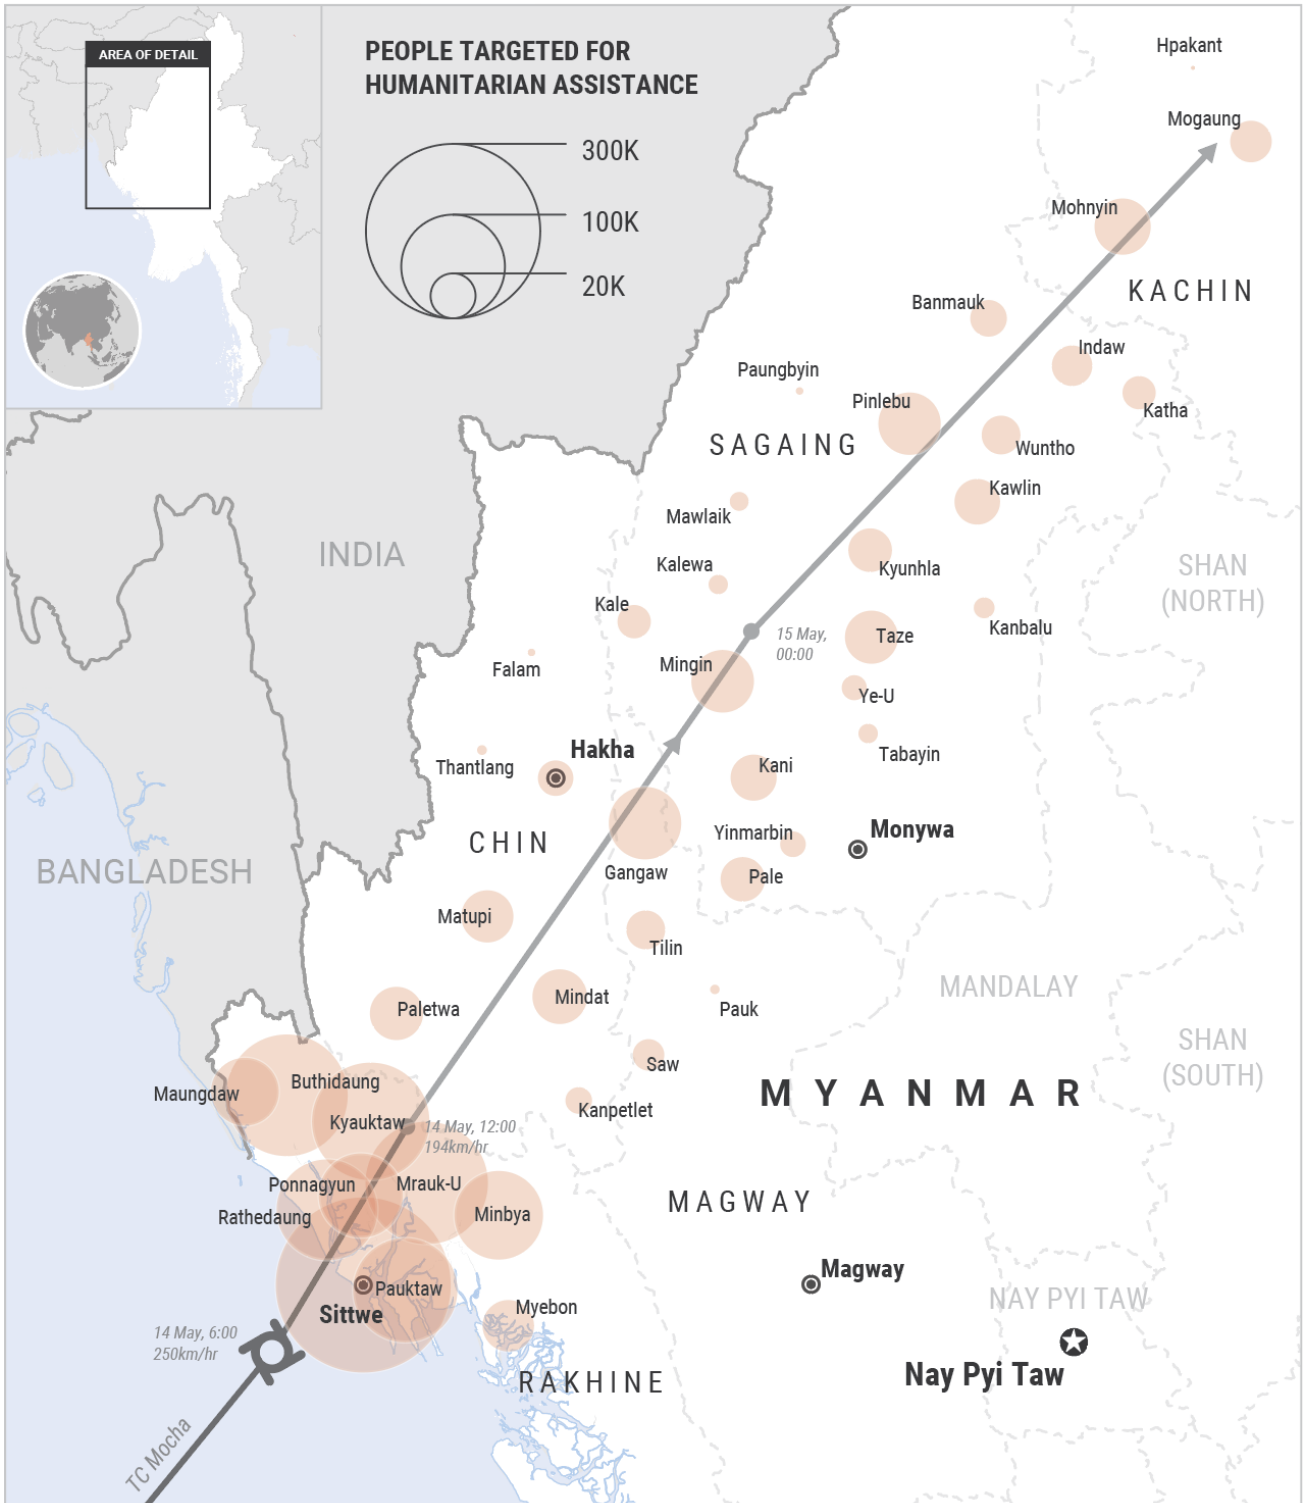 AREA OF DETAIL
PEOPLE TARGETED FOR
HUMANITARIAN ASSISTANCE
300K
100K
20K
Hpakant
Mogaung
Mohnyin
KACHIN
Banmauk
Indaw
Paungbyin
Katha
Pinlebu
SAGAING
Wuntho
Kawlin
Mawlaik
INDIA
Kalewa
Kyunhla
SHAN
(NORTH)
Kale
Kanbalu
15 May,
00:00
Taze
Falam
Mingin
Ye-U
Hakha
Tabayin
Thantlang
Kani
CHIN
Yinmarbin
Monywa
BANGLADESH
Gangaw
Pale
Matupi
Tilin
MANDALAY
Mindat
Paletwa
Pauk
SHAN
(SOUTH)
Saw
Buthidaung
Maungdaw
MYANMAR
Kanpetlet
Kyauktaw
14 May, 12:00
194km/hr
Ponnagyun
Mrauk-U
MAGWAY
Rathedaung
Minbya
Magway
Pauktaw
NAY PYI TAW
Myebon
Sittwe
14 May, 6:00
250km/hr
Nay Pyi Taw
RAKHINE
TC Mocha